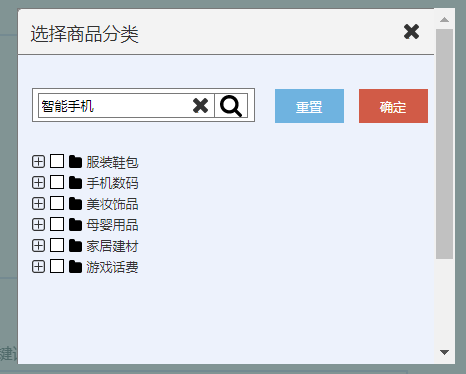 选择商品分类
智能手机
重置
确定
服装鞋包
手机数码
美妆饰品
母婴用品
家居建材
游戏话费
键